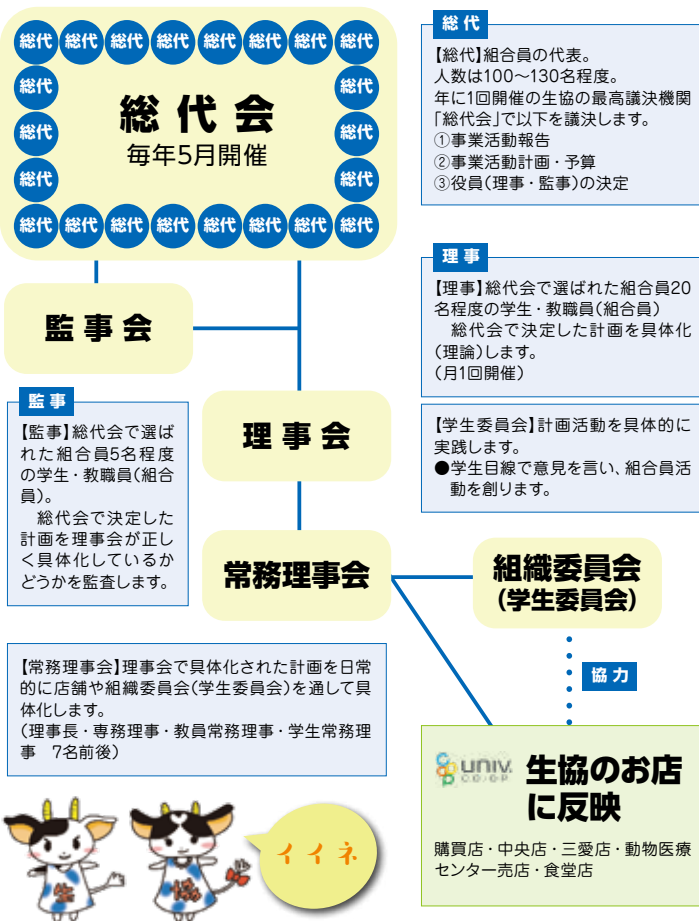 総代 総代 総代 総代 総代 総代 総代 総代
総代 総代
総代 総代
総代 総代
総代 総代 総代 総代 総代 総代 総代 総代
総代会
毎年5月開催
総代
【総代】組合員の代表。
人数は100〜130名程度。
年に1回開催の生協の最高議決機関
「総代会」で以下を議決します。
①事業活動報告
②事業活動計画・予算
③役員(理事・監事)の決定
監事会
理事
【理事】総代会で選ばれた組合員20
名程度の学生・教職員(組合員)
総代会で決定した計画を具体化
(理論)します。
(月1回開催)
監事
【監事】総代会で選ば
れた組合員5名程度
の学生・教職員(組合
員)。
総代会で決定した
計画を理事会が正し
く具体化しているか
どうかを監査します。
理事会
【学生委員会】計画活動を具体的に
実践します。
●学生目線で意見を言い、組合員活
動を創ります。
常務理事会
組織委員会
(学生委員会)
協力
【常務理事会】理事会で具体化された計画を日常
的に店舗や組織委員会(学生委員会)を通して具
体化します。
(理事長・専務理事・教員常務理事・学生常務理
事　7名前後)
univ.
CO・OP
生協のお店
に反映
購買店・中央店・三愛店・動物医療
センター売店・食堂店
イイネ
生
協